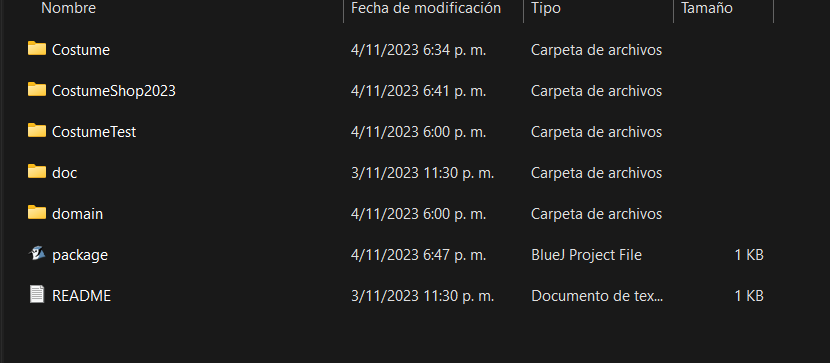 Nombre Fecha de modificación Tipo Tamaño
Costume 4/11/2023 6:34 p. m. Carpeta de archivos
CostumeShop2023 4/11/2023 6:41 p. m. Carpeta de archivos
CostumeTest 4/11/2023 6:00 p. m. Carpeta de archivos
doc 3/11/2023 11:30 p. m. Carpeta de archivos
domain 4/11/2023 6:00 p. m. Carpeta de archivos
package 4/11/2023 6:47 p. m. BlueJ Project File 1 KB
README 3/11/2023 11:30 p. m. Documento de tex... 1 KB